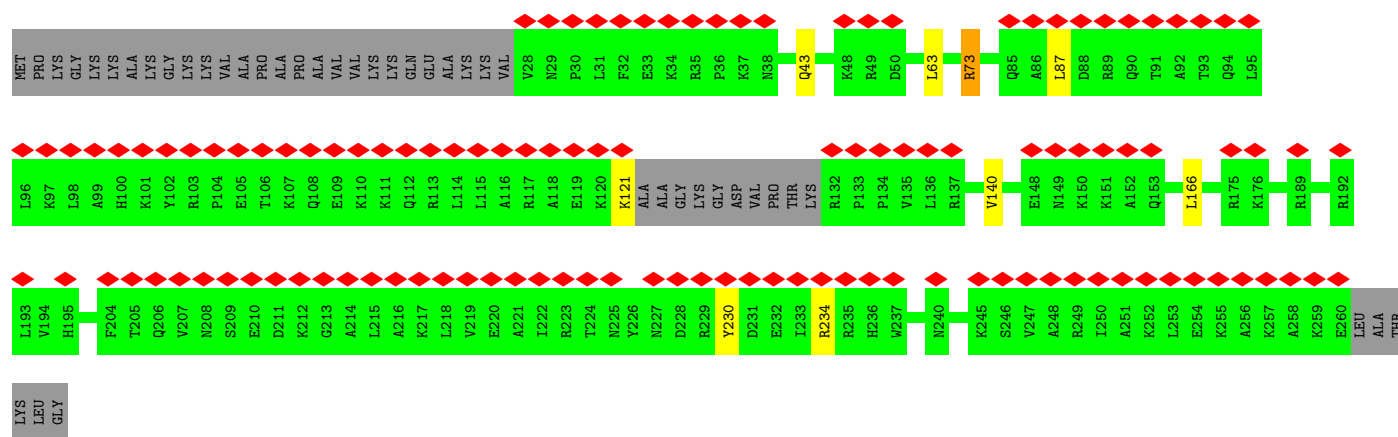 MET PRO LYS GLY LYS LYS ALA LYS GLY LYS LYS VAL ALA PRO ALA PRO ALA VAL VAL LYS LYS GLN GLU ALA LYS LYS VAL V28 N29 P30 L31 F32 E33 K34 R35 P36 K37 N38 Q43 K48 R49 D50 L63 R73 Q85 A86 L87 D88 R89 Q90 T91 A92 T93 Q94 L95
L96 K97 L98 A99 H100 K101 Y102 R103 P104 E105 T106 K107 Q108 E109 K110 K111 Q112 R113 L114 L115 A116 R117 A118 E119 K120 K121 ALA ALA GLY LYS GLY ASP VAL PRO THR LYS R132 P133 P134 V135 L136 R137 V140 E148 N149 K150 K151 A152 Q153 L166 R175 K176 R189 R192
L193 V194 H195 F204 T205 Q206 V207 N208 S209 E210 D211 K212 G213 A214 L215 A216 K217 L218 V219 E220 A221 I222 R223 T224 N225 Y226 N227 D228 R229 Y230 D231 E232 I233 R234 R235 H236 W237 N240 K245 S246 V247 A248 R249 I250 A251 K252 L253 E254 K255 A256 K257 A258 K259 E260 LEU ALA THR
LYS LEU GLY